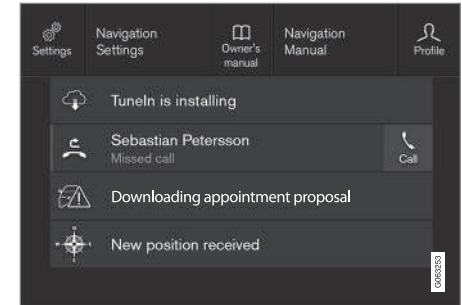 Settings
Navigation Settings
Owner's manual
Navigation Manual
Profile
TuneIn is installing
Sebastian Petersson
Missed call
Call
Downloading appointment proposal
New position received
G063253